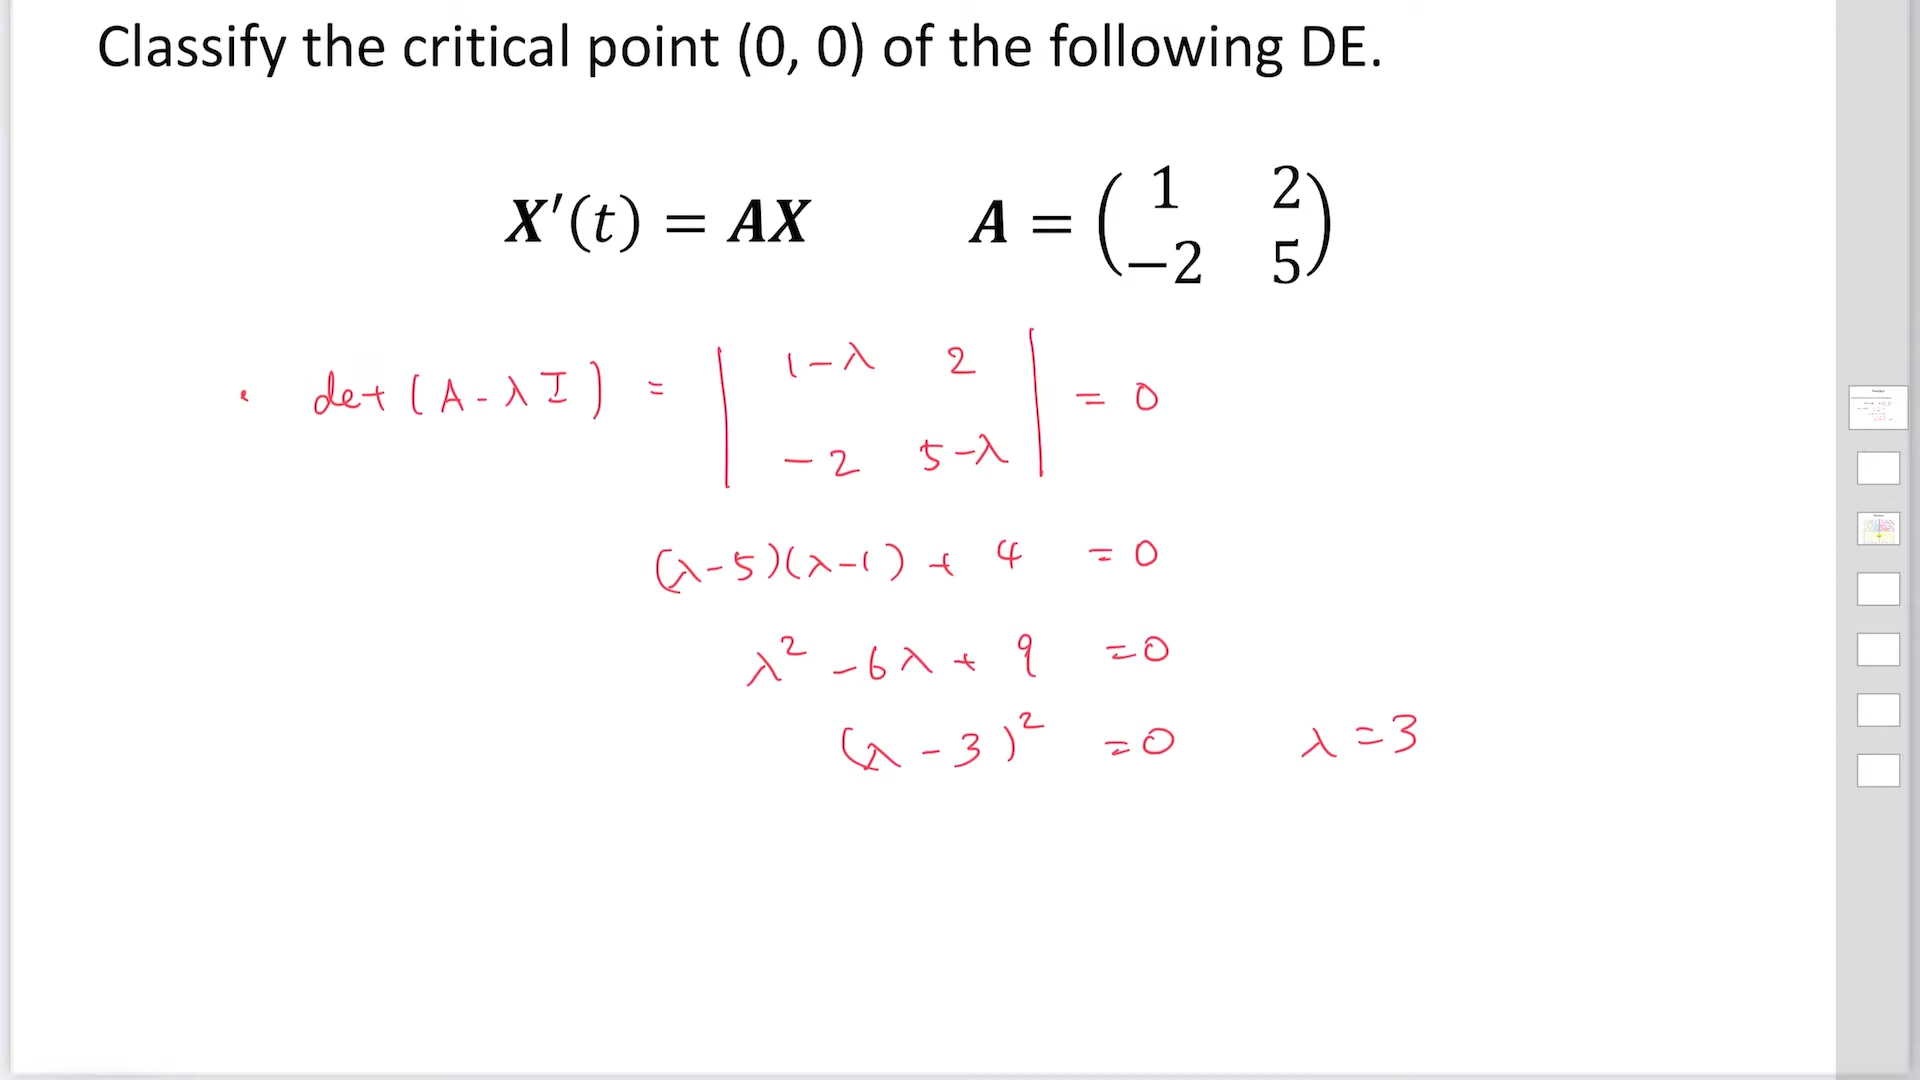 Classify the critical point (0, 0) of the following DE.
X′(t) = AX A = ( 1 2
−2 5 )
• det(A-λI) = | 1-λ 2
-2 5-λ | = 0
(λ-5)(λ-1) + 4 = 0
λ² -6λ + 9 = 0
(λ-3)² = 0 λ = 3